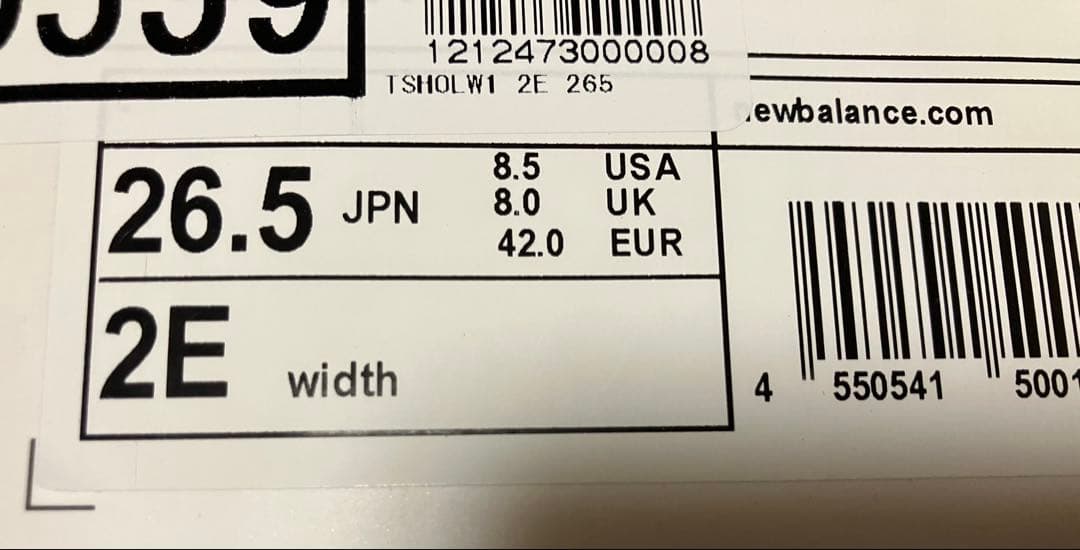 1212473000008
TSHOLW1 2E 265
ewbalance.com
26.5 JPN
8.5 USA
8.0 UK
42.0 EUR
2E width
4 550541 5001